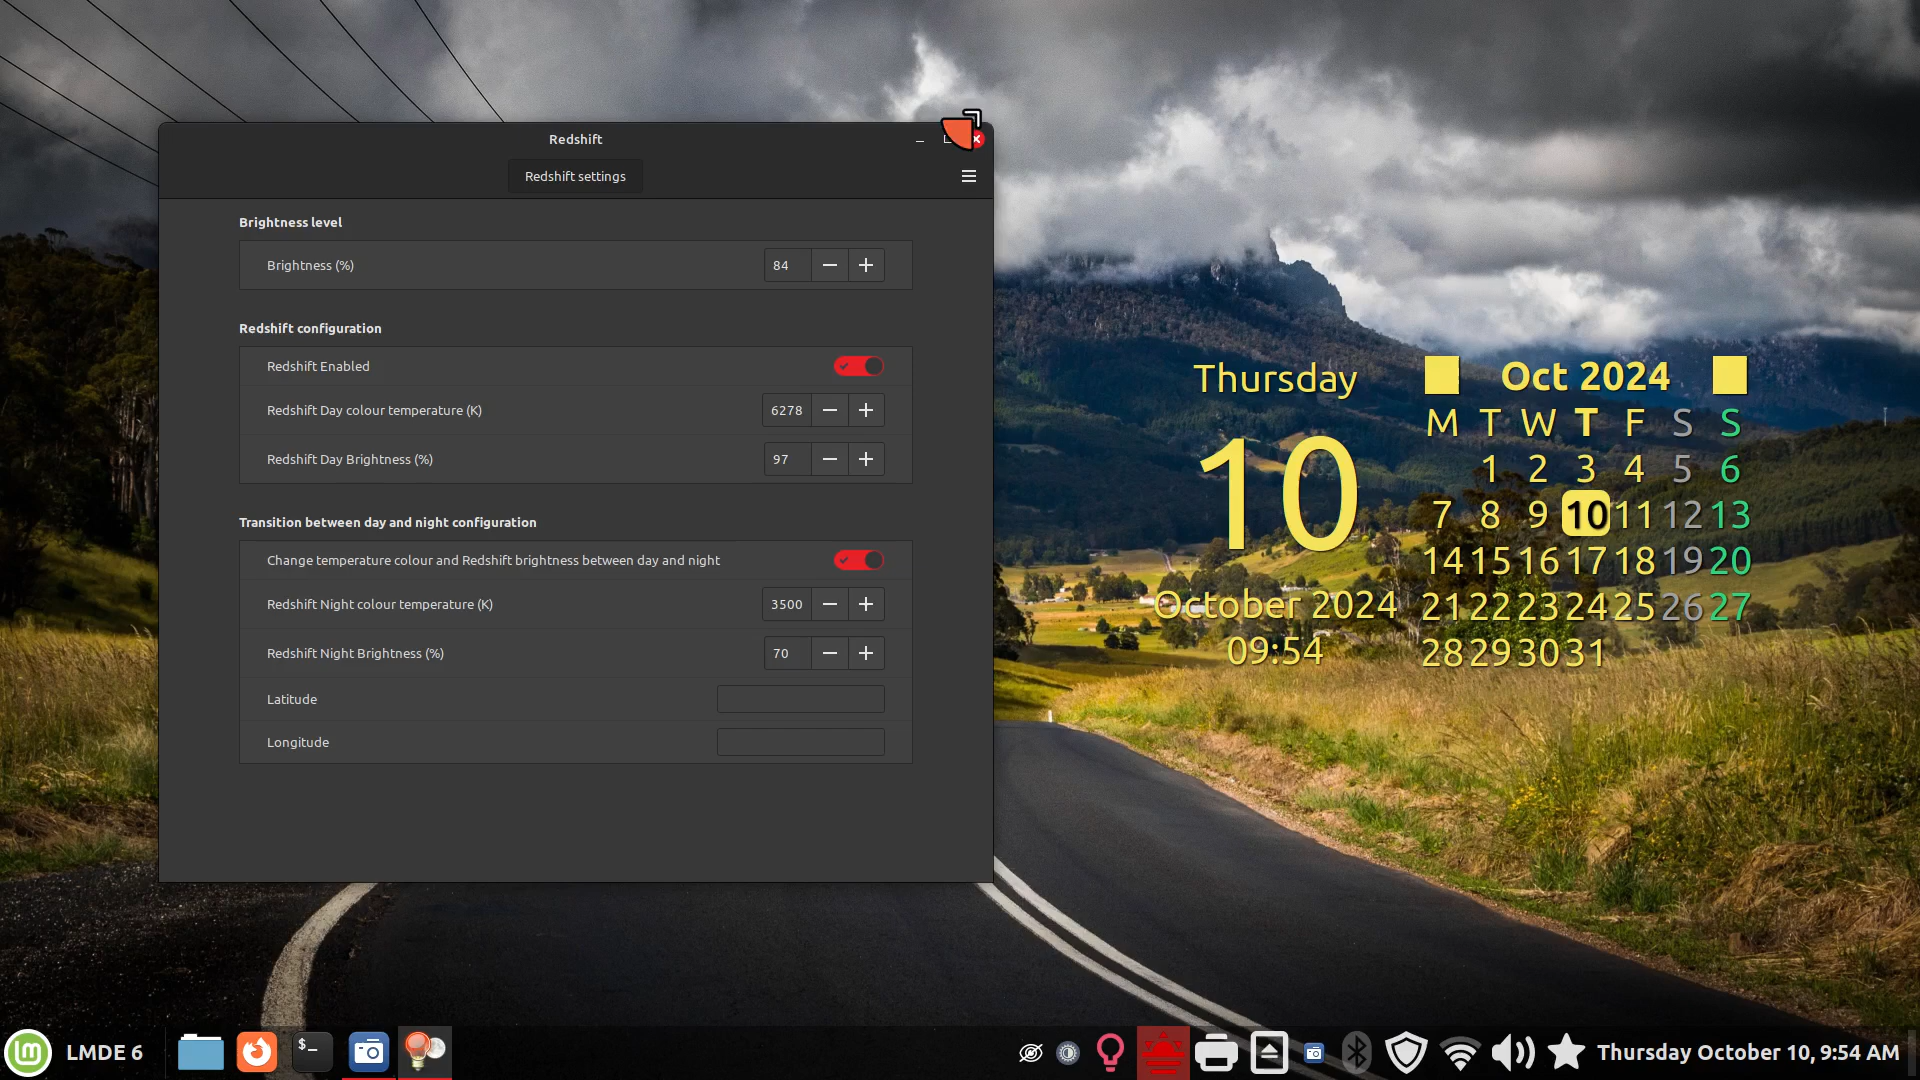 Redshift
Redshift settings
Brightness level
Brightness (%)
84
Redshift configuration
Redshift Enabled
Redshift Day colour temperature (K)
6278
Redshift Day Brightness (%)
97
Transition between day and night configuration
Change temperature colour and Redshift brightness between day and night
Redshift Night colour temperature (K)
3500
Redshift Night Brightness (%)
70
Latitude
Longitude
Thursday
10
October 2024
09:54
Oct 2024
M T W T F S S
1 2 3 4 5 6
7 8 9 10 11 12 13
14 15 16 17 18 19 20
21 22 23 24 25 26 27
28 29 30 31
LMDE 6
$_
Thursday October 10, 9:54 AM